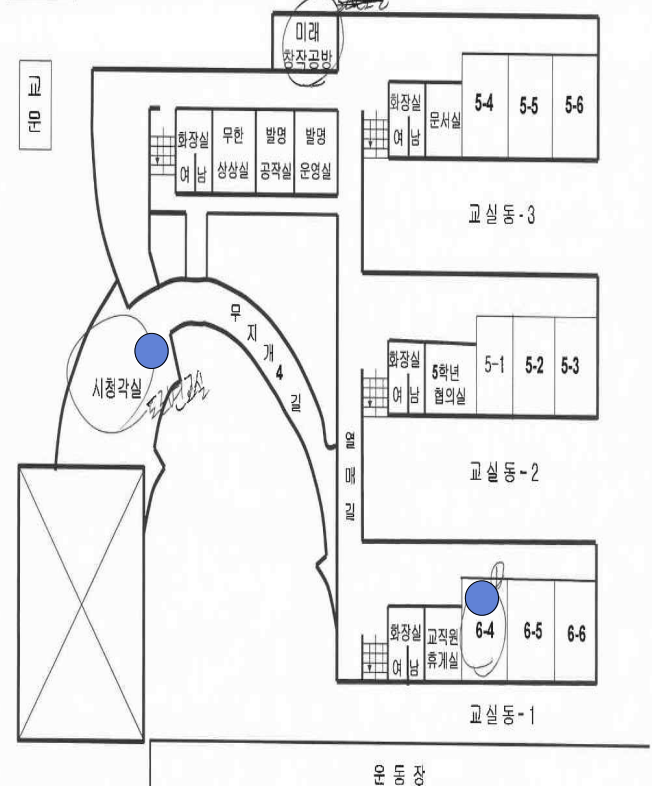 미래
창작공방
교
문
화장실
여 남
무한
상상실
발명
공작실
발명
운영실
화장실
여 남
문서실
5-4
5-5
5-6
교실동-3
무
지
개
4
길
시청각실
화장실
여 남
5학년
협의실
5-1
5-2
5-3
열
매
길
교실동-2
화장실
여 남
교직원
휴게실
6-4
6-5
6-6
교실동-1
운동장